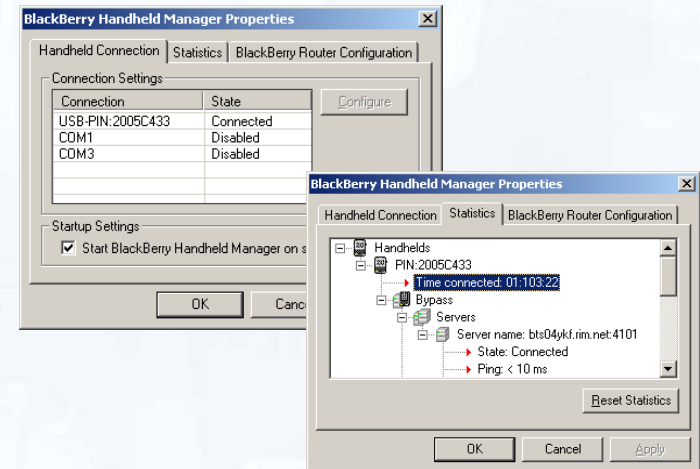 BlackBerry Handheld Manager Properties
Handheld Connection Statistics BlackBerry Router Configuration
Connection Settings
Connection State
Configure
USB-PIN:2005C433 Connected
COM1 Disabled
COM3 Disabled
Startup Settings
Start BlackBerry Handheld Manager on s
OK Canc
BlackBerry Handheld Manager Properties
Handheld Connection Statistics BlackBerry Router Configuration
Handhelds
PIN:2005C433
Time connected: 01:103:22
Bypass
Servers
Server name: bts04ykf.rim.net:4101
State: Connected
Ping: < 10 ms
Reset Statistics
OK Cancel Apply